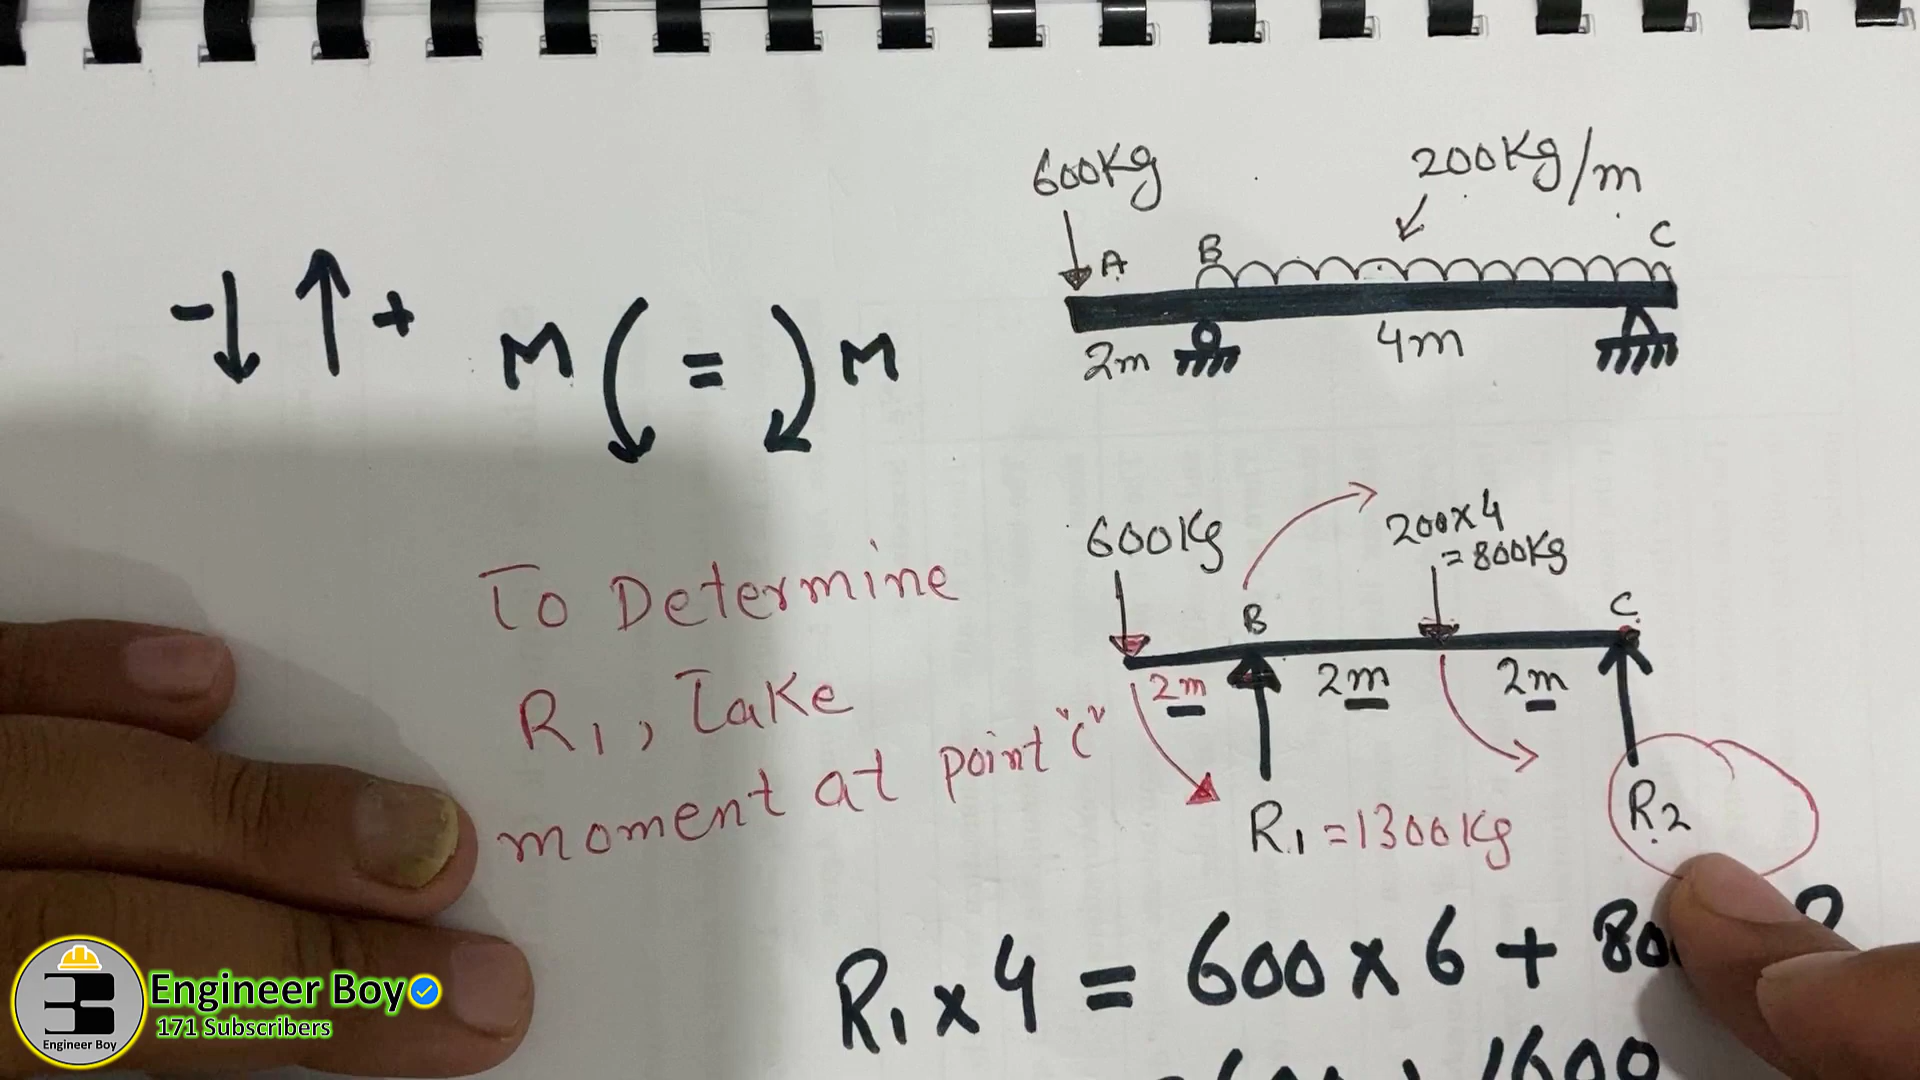 600Kg
200Kg/m
A
B
C
2m
4m
- +
M = M
600Kg
200x4
=800Kg
B
C
2m 2m 2m
To Determine
R1, Take
moment at point "C"
R1 =1300Kg
R2
R1 x 4 = 600 x 6 +
1600
Engineer Boy
171 Subscribers
Engineer Boy